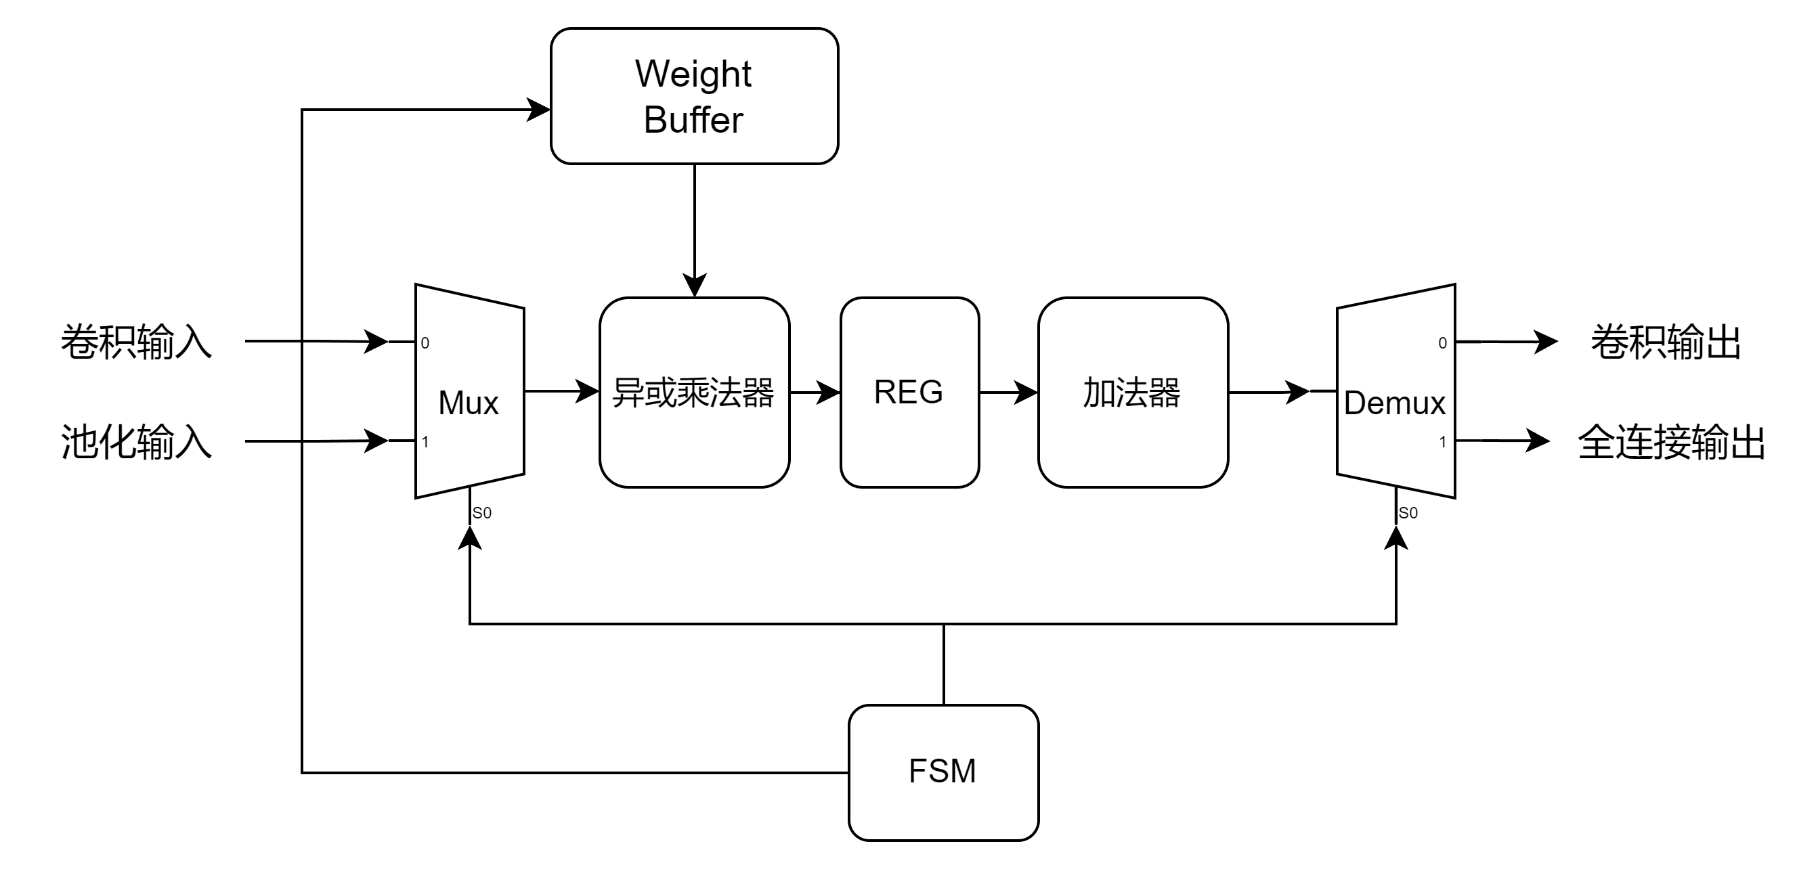 Weight
Buffer
卷积输入
0
Mux
池化输入
1
S0
异或乘法器
REG
加法器
Demux
0
卷积输出
1
全连接输出
S0
FSM